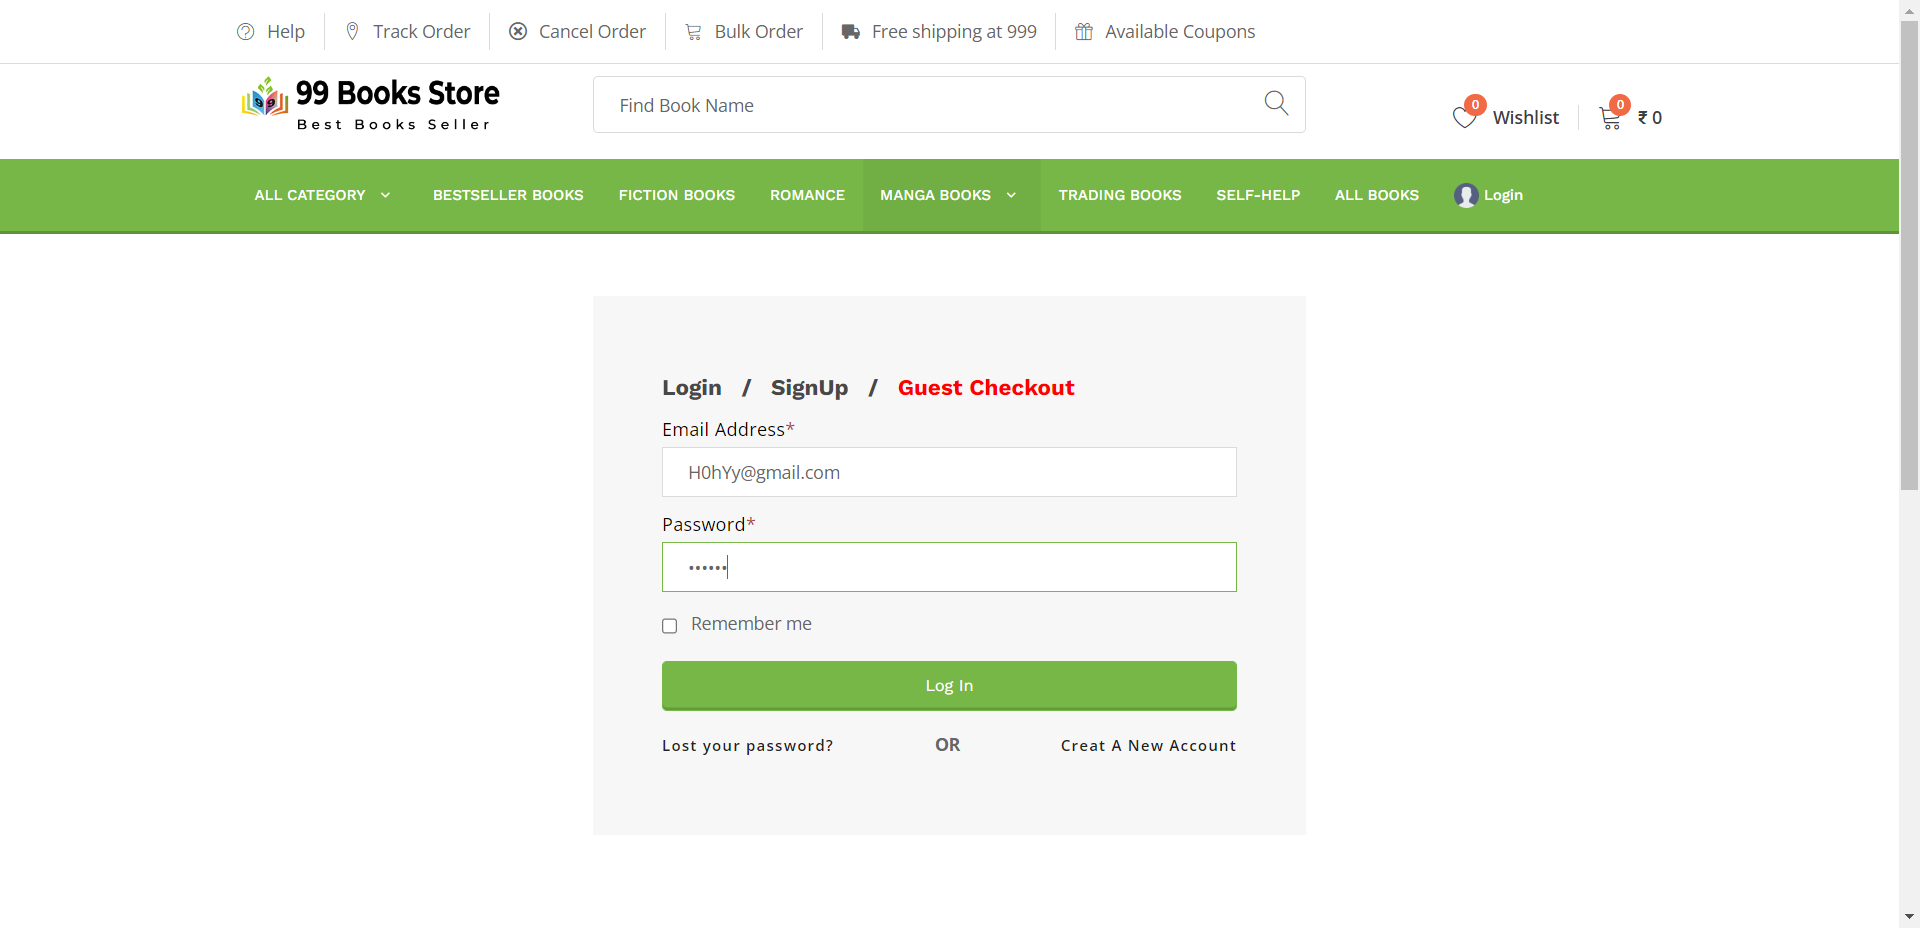 Help Track Order Cancel Order Bulk Order Free shipping at 999 Available Coupons
99 Books Store
Best Books Seller
Find Book Name
0 Wishlist 0 ₹ 0
ALL CATEGORY BESTSELLER BOOKS FICTION BOOKS ROMANCE MANGA BOOKS TRADING BOOKS SELF-HELP ALL BOOKS Login
Login / SignUp / Guest Checkout
Email Address*
H0hYy@gmail.com
Password*
••••••
Remember me
Log In
Lost your password? OR Creat A New Account